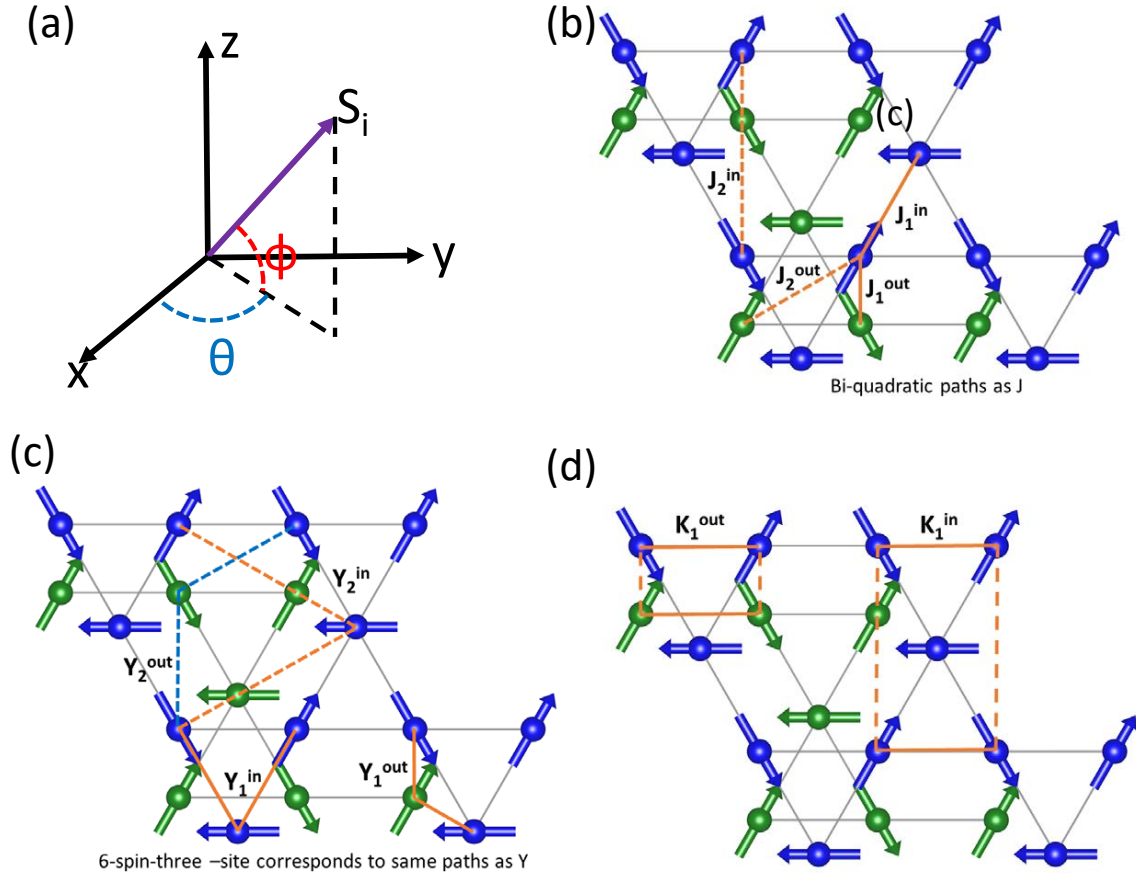 (a)
z
S_i
ϕ
y
x
θ
(b)
(c)
J_2^in
J_1^in
J_2^out
J_1^out
Bi-quadratic paths as J
(c)
Y_2^in
Y_2^out
Y_1^in
Y_1^out
6-spin-three –site corresponds to same paths as Y
(d)
K_1^out
K_1^in